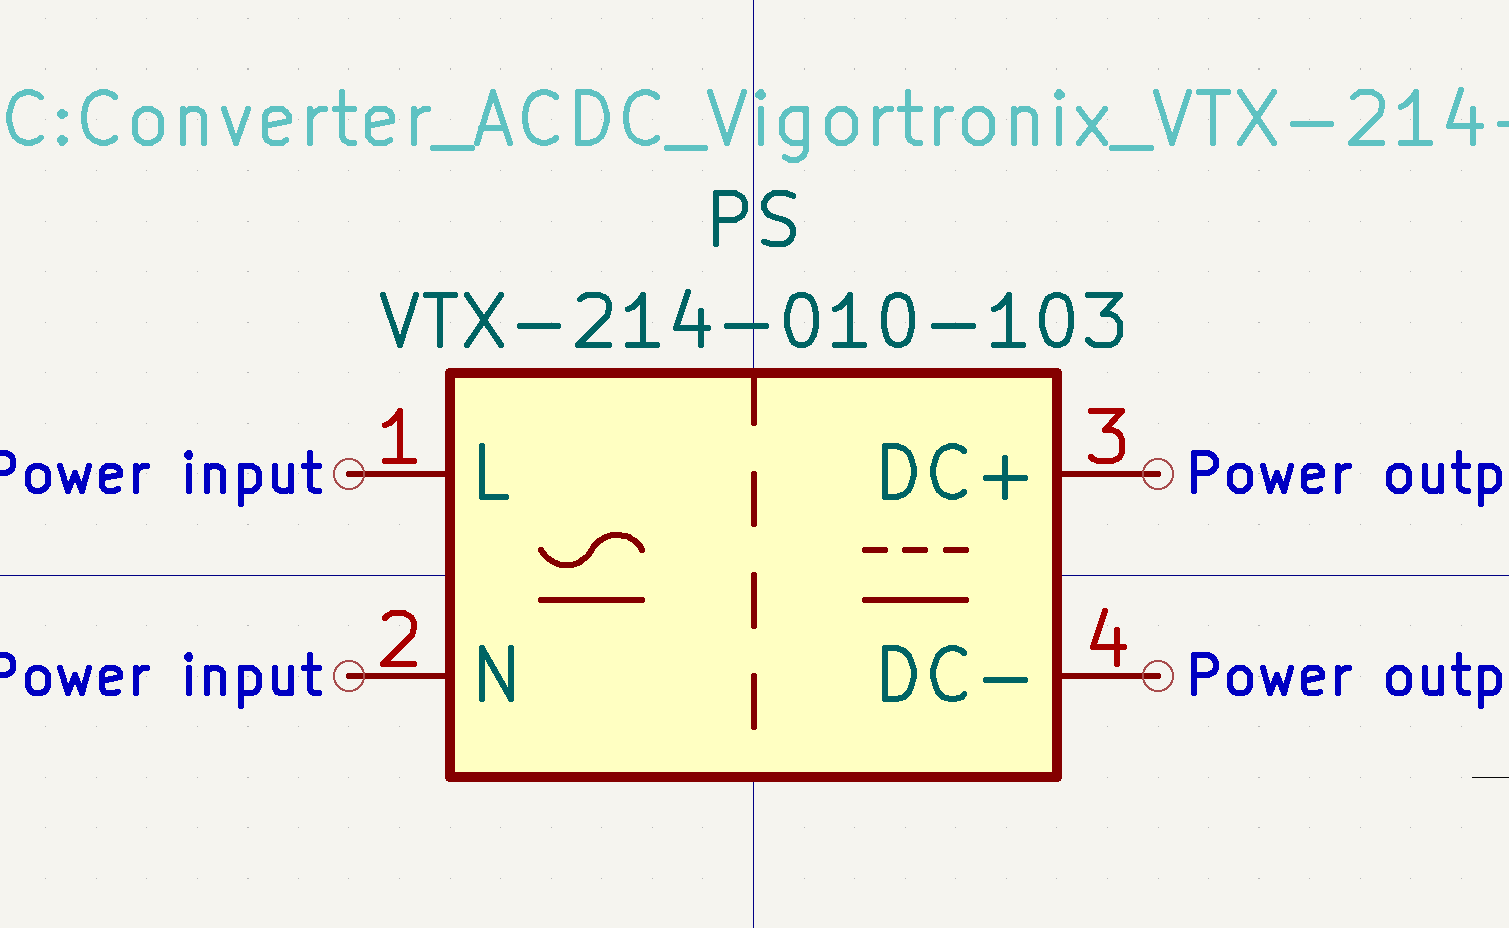 C:Converter_ACDC_Vigortronix_VTX-214-
PS
VTX-214-010-103
Power input 1 L DC+ 3 Power outp
Power input 2 N DC- 4 Power outp